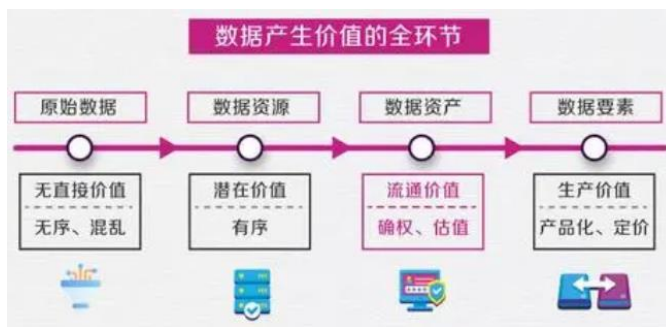 数据产生价值的全环节
原始数据
数据资源
数据资产
数据要素
无直接价值
无序、混乱
潜在价值
有序
流通价值
确权、估值
生产价值
产品化、定价